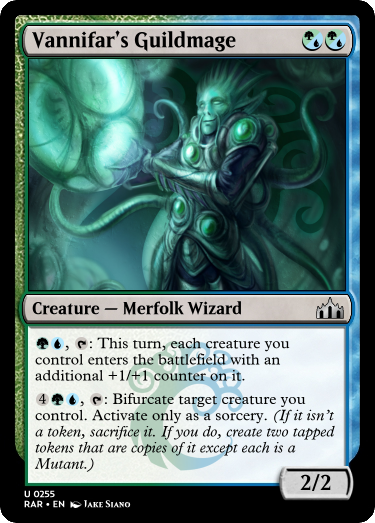 Vannifar's Guildmage
Creature — Merfolk Wizard
, : This turn, each creature you
control enters the battlefield with an
additional +1/+1 counter on it.
4, : Bifurcate target creature you
control. Activate only as a sorcery. (If it isn't
a token, sacrifice it. If you do, create two tapped
tokens that are copies of it except each is a
Mutant.)
2/2
U 0255
RAR • EN Jake Siano